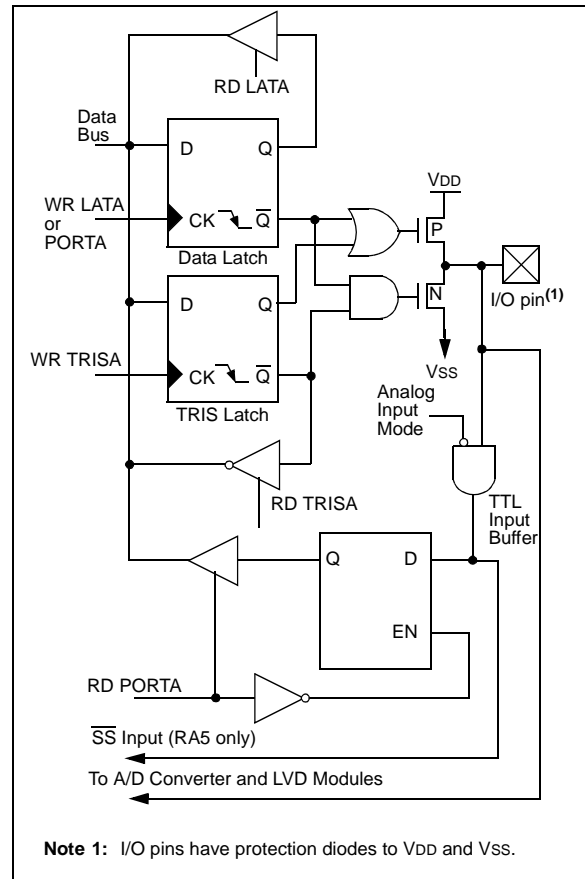 RD LATA
Data
Bus
D Q
VDD
WR LATA
or
PORTA
CK Q
P
Data Latch
D Q
N
I/O pin(1)
WR TRISA
CK Q
VSS
TRIS Latch
Analog
Input
Mode
RD TRISA
TTL
Input
Buffer
Q D
EN
RD PORTA
SS Input (RA5 only)
To A/D Converter and LVD Modules
Note 1: I/O pins have protection diodes to VDD and VSS.